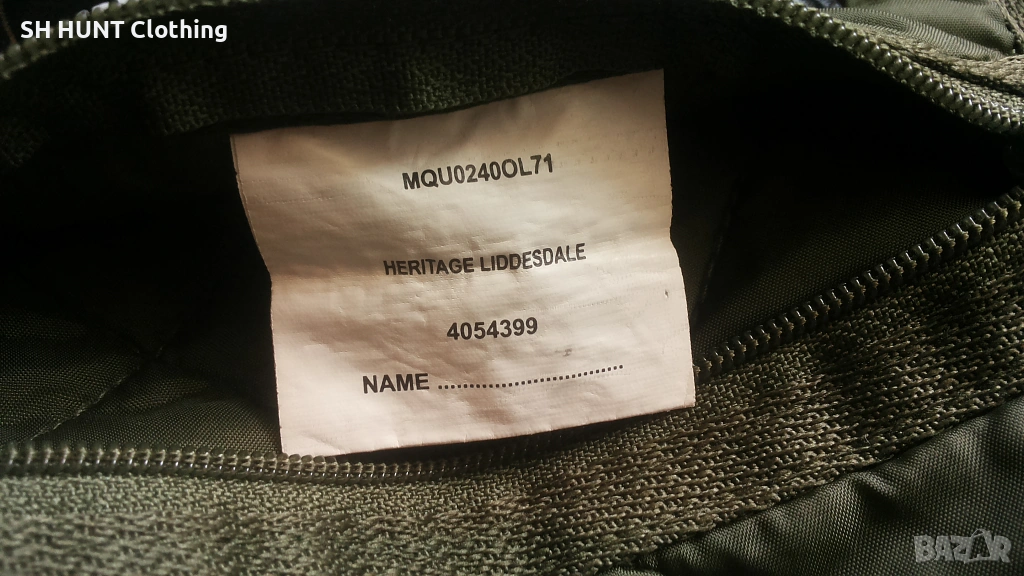 SH HUNT Clothing
MQU0240OL71
HERITAGE LIDDESDALE
4054399
NAME ..............................
BAZAR